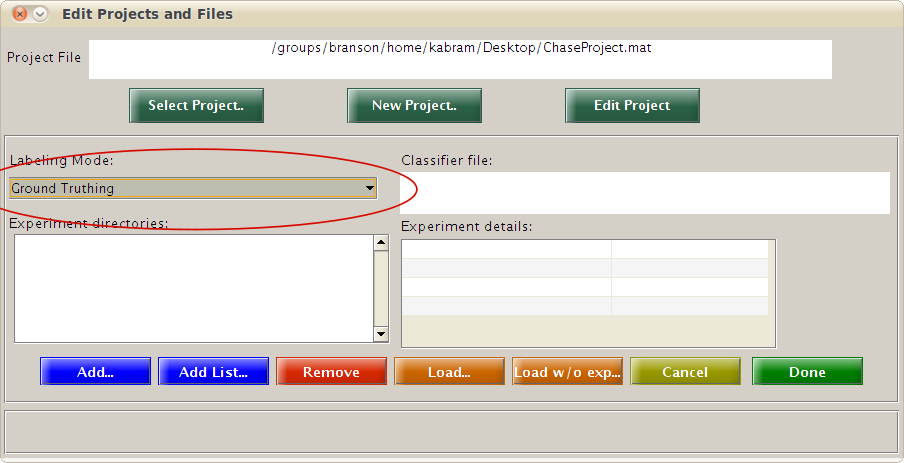 Edit Projects and Files
Project File
/groups/branson/home/kabram/Desktop/ChaseProject.mat
Select Project..
New Project..
Edit Project
Labeling Mode:
Classifier file:
Ground Truthing
Experiment directories:
Experiment details:
Add...
Add List...
Remove
Load...
Load w/o exp...
Cancel
Done